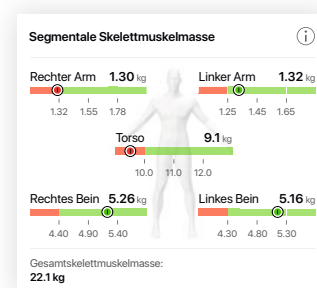 Segmentale Skelettmuskelmasse
Rechter Arm 1.30 kg
Linker Arm 1.32 kg
1.32 1.55 1.78
1.25 1.45 1.65
Torso 9.1 kg
10.0 11.0 12.0
Rechtes Bein 5.26 kg
Linkes Bein 5.16 kg
4.40 4.90 5.40
4.30 4.80 5.30
Gesamtskelettmuskelmasse:
22.1 kg